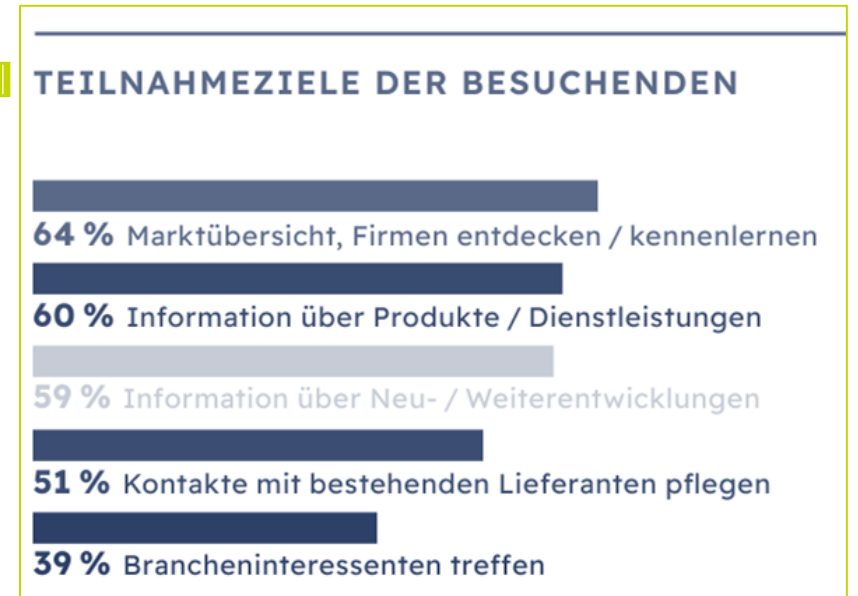 TEILNAHMEZIELE DER BESUCHENDEN
64 % Marktübersicht, Firmen entdecken / kennenlernen
60 % Information über Produkte / Dienstleistungen
59 % Information über Neu- / Weiterentwicklungen
51 % Kontakte mit bestehenden Lieferanten pflegen
39 % Brancheninteressenten treffen